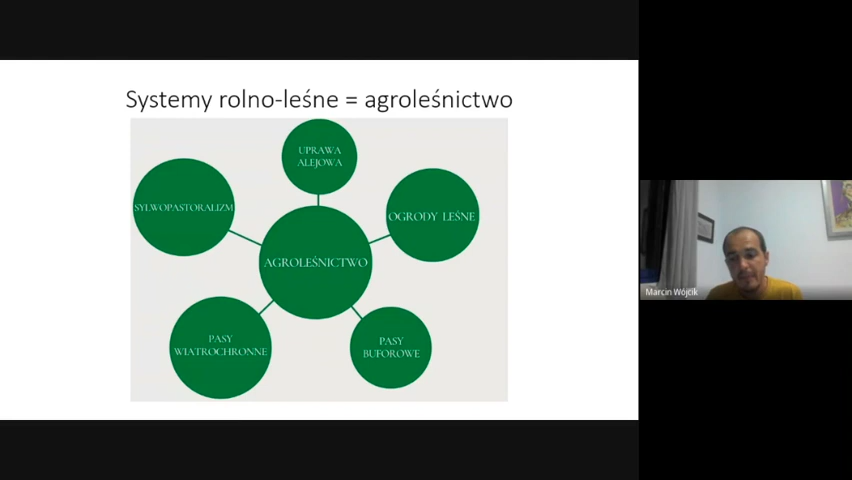 Systemy rolno-leśne = agroleśnictwo
UPRAWA
ALEJOWA
SYLWOPASTORALIZM
OGRODY LEŚNE
AGROLEŚNICTWO
PASY
WIATROCHRONNE
PASY
BUFOROWE
Marcin Wójcik